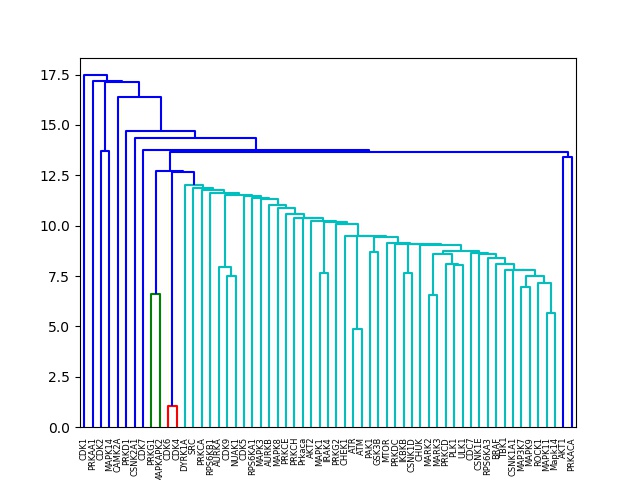 17.5
15.0
12.5
10.0
7.5
5.0
2.5
0.0
CDK1
PRKAA1
CDK2
MAPK14
CAMK2A
PRKD1
CSNK2A1
CDK7
PRKG1
MAPKAPK2
CDK6
CDK4
DYRK1A
SRC
PRKCA
RPS6KB1
AURKA
CDK9
NUAK1
CDK5
RPS6KA1
MAPK3
AURKB
MAPK8
PRKCE
PRKCH
Prkaca
AKT2
MAPK1
IRAK4
PRKG2
CHEK1
ATR
ATM
PAK1
GSK3B
MTOR
PRKDC
IKBKB
CSNK1D
CHUK
MARK2
MARK3
PRKCD
PLK1
ULK1
CDC7
CSNK1E
RPS6KA3
BRAF
TBK1
CSNK1A1
MAP3K7
MAPK9
ROCK1
MAPK11
Mapk14
AKT1
PRKACA